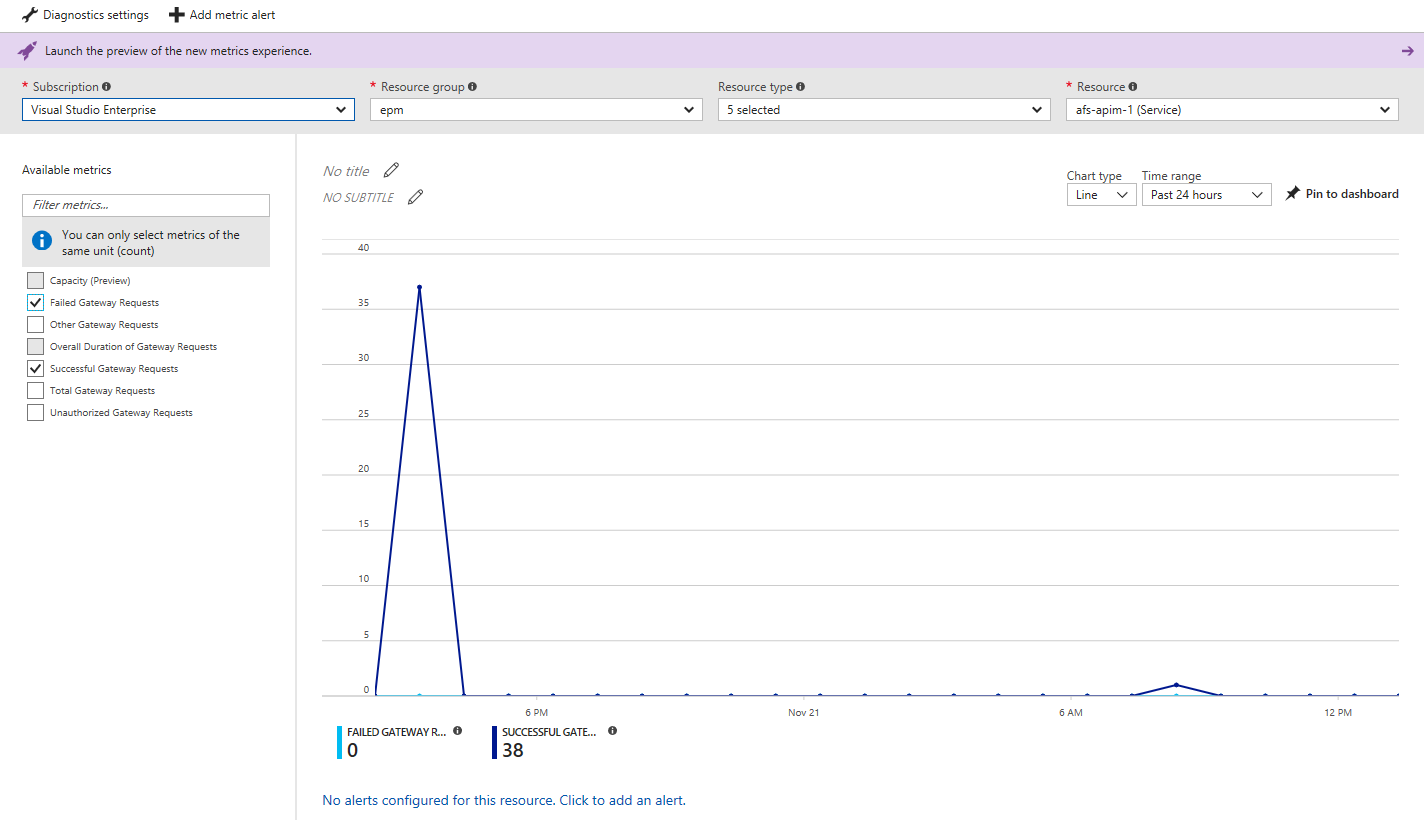 Diagnostics settings Add metric alert
Launch the preview of the new metrics experience.
* Subscription * Resource group Resource type * Resource
Visual Studio Enterprise epm 5 selected afs-apim-1 (Service)
Available metrics
Filter metrics...
You can only select metrics of the
same unit (count)
Capacity (Preview)
Failed Gateway Requests
Other Gateway Requests
Overall Duration of Gateway Requests
Successful Gateway Requests
Total Gateway Requests
Unauthorized Gateway Requests
No title
NO SUBTITLE
Chart type Time range
Line Past 24 hours Pin to dashboard
40
35
30
25
20
15
10
5
0
6 PM Nov 21 6 AM 12 PM
FAILED GATEWAY R... SUCCESSFUL GATE...
0 38
No alerts configured for this resource. Click to add an alert.